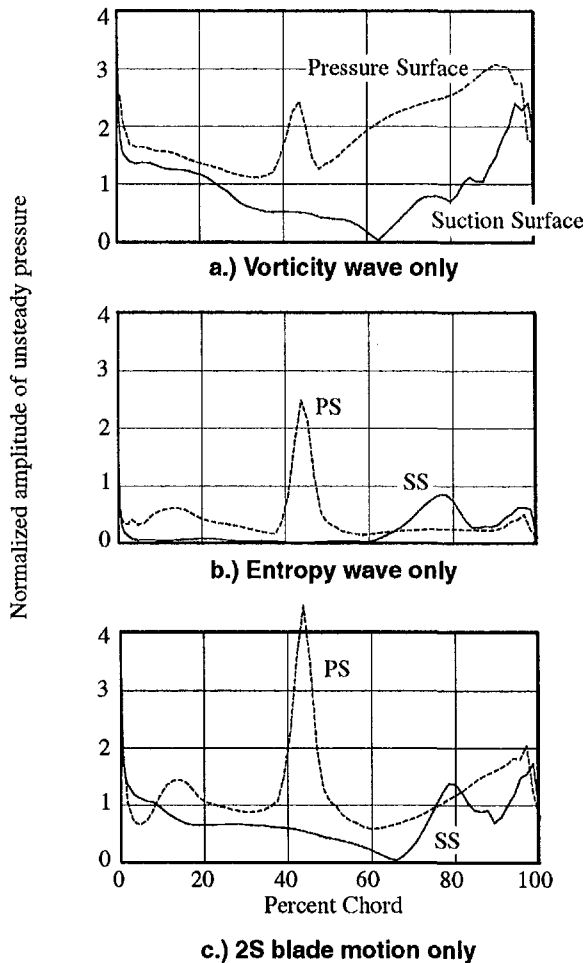 Normalized amplitude of unsteady pressure
4
3
2
1
0
Pressure Surface
Suction Surface
a.) Vorticity wave only
4
3
2
1
0
PS
SS
b.) Entropy wave only
4
3
2
1
0
PS
SS
0 20 40 60 80 100
Percent Chord
c.) 2S blade motion only